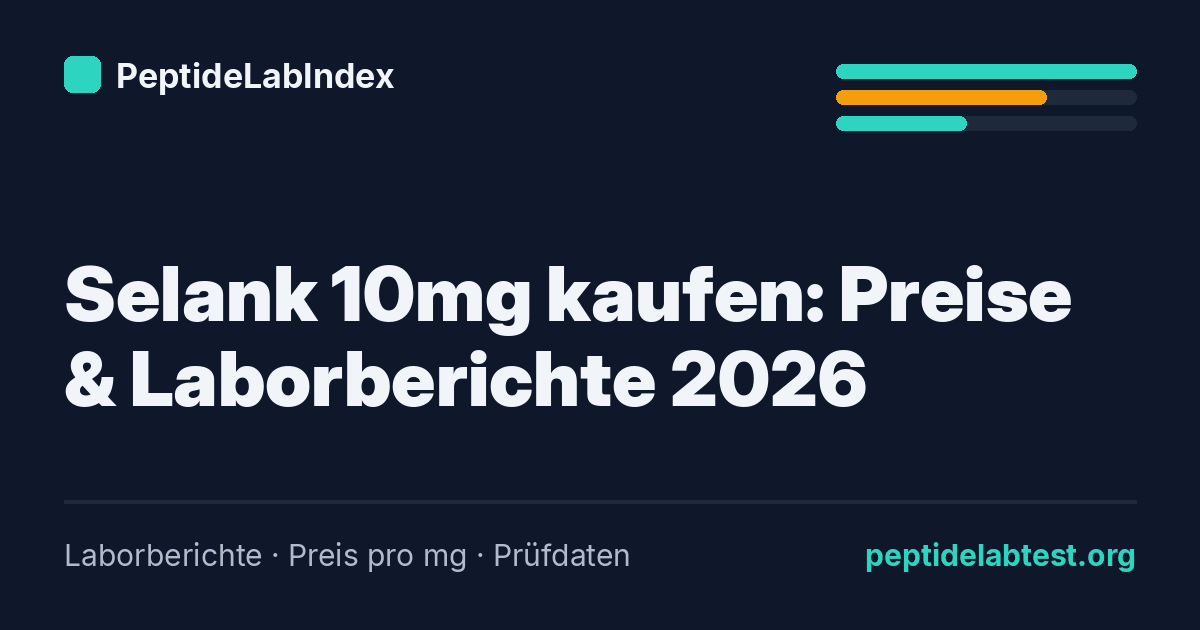 PeptideLabIndex
Selank 10mg kaufen: Preise
& Laborberichte 2026
Laborberichte · Preis pro mg · Prüfdaten
peptidelabtest.org